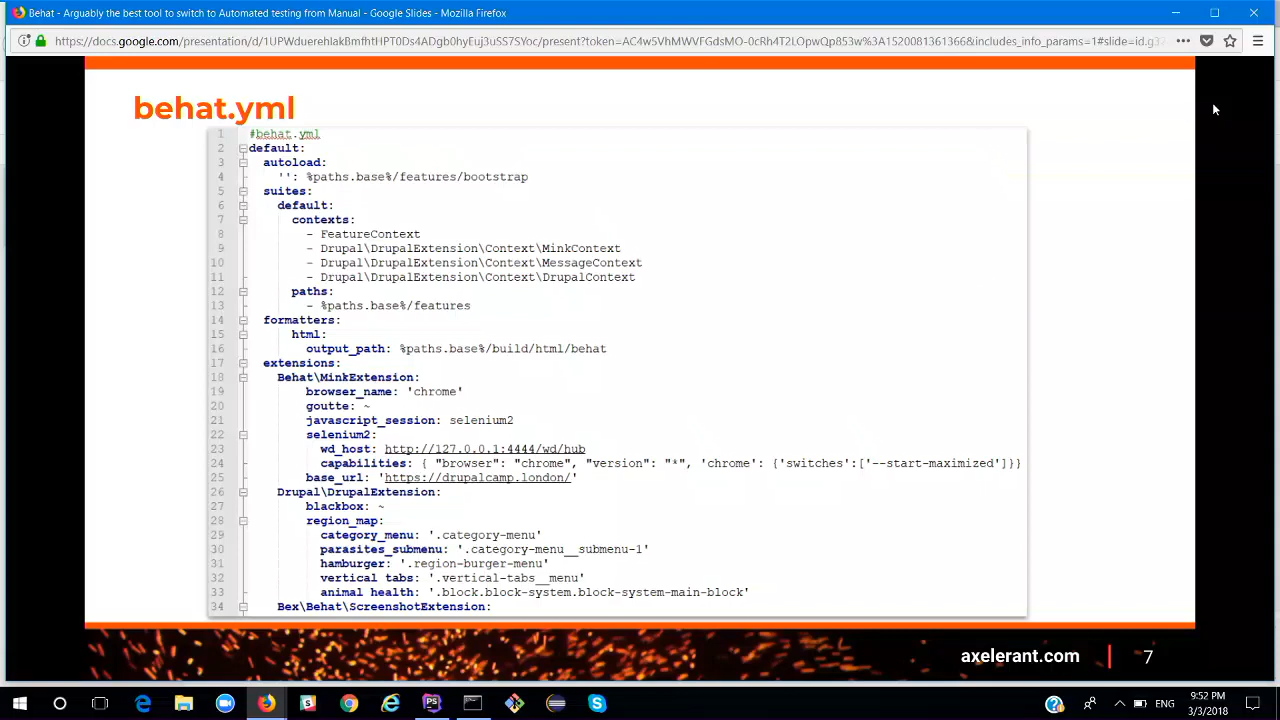 Behat - Arguably the best tool to switch to Automated testing from Manual - Google Slides - Mozilla Firefox
behat.yml
1 #behat.yml
2 default:
3 autoload:
4 '': %paths.base%/features/bootstrap
5 suites:
6 default:
7 contexts:
8 - FeatureContext
9 - Drupal\DrupalExtension\Context\MinkContext
10 - Drupal\DrupalExtension\Context\MessageContext
11 - Drupal\DrupalExtension\Context\DrupalContext
12 paths:
13 - %paths.base%/features
14 formatters:
15 html:
16 output_path: %paths.base%/build/html/behat
17 extensions:
18 Behat\MinkExtension:
19 browser_name: 'chrome'
20 goutte: ~
21 javascript_session: selenium2
22 selenium2:
23 wd_host: http://127.0.0.1:4444/wd/hub
24 capabilities: { "browser": "chrome", "version": "*", 'chrome': {'switches':['--start-maximized']}}
25 base_url: 'https://drupalcamp.london/'
26 Drupal\DrupalExtension:
27 blackbox: ~
28 region_map:
29 category_menu: '.category-menu'
30 parasites_submenu: '.category-menu__submenu-1'
31 hamburger: '.region-burger-menu'
32 vertical tabs: '.vertical-tabs__menu'
33 animal health: '.block.block-system.block-system-main-block'
34 Bex\Behat\ScreenshotExtension:
axelerant.com 7
ENG
9:52 PM
3/3/2018